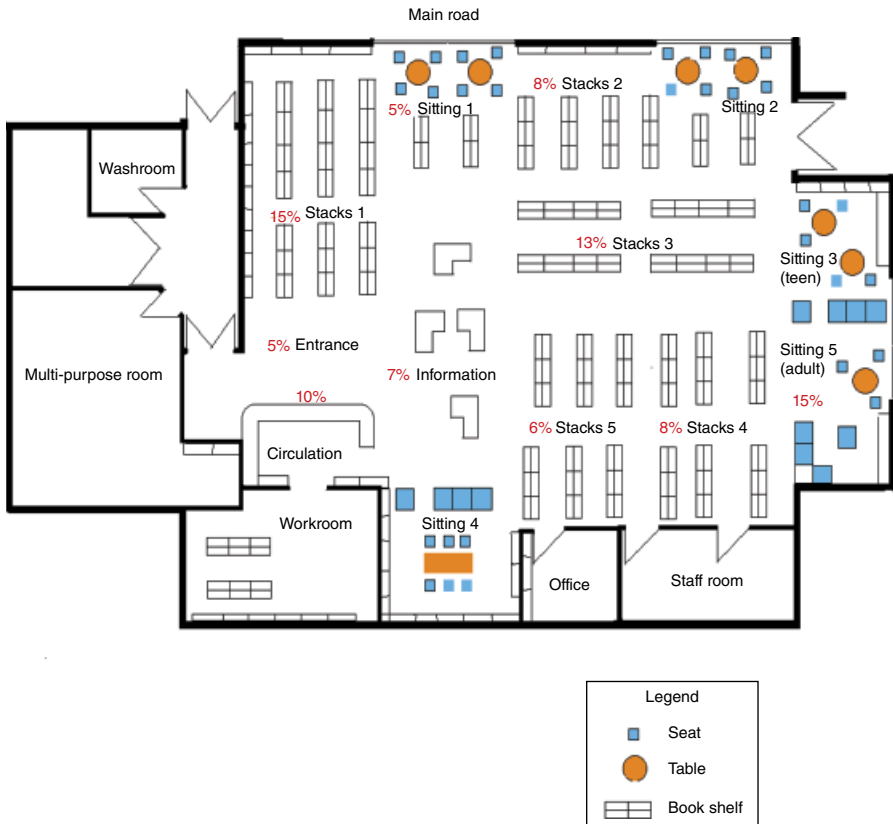 Main road
8% Stacks 2
5% Sitting 1
Sitting 2
Washroom
15% Stacks 1
13% Stacks 3
Sitting 3
(teen)
5% Entrance
Sitting 5
(adult)
Multi-purpose room
7% Information
10%
15%
6% Stacks 5
8% Stacks 4
Circulation
Workroom
Sitting 4
Office
Staff room
Legend
Seat
Table
Book shelf